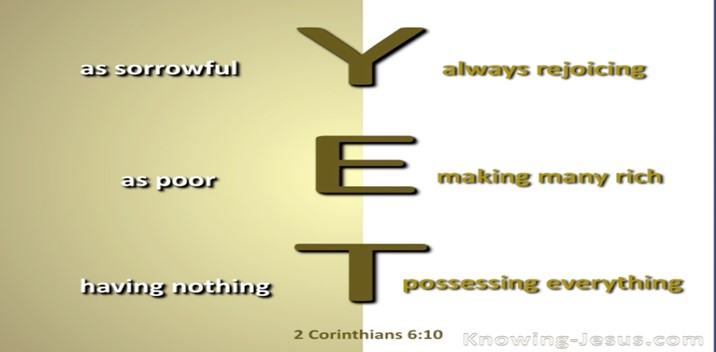 as sorrowful Y always rejoicing
as poor E making many rich
having nothing T possessing everything
2 Corinthians 6:10 Knowing-Jesus.com